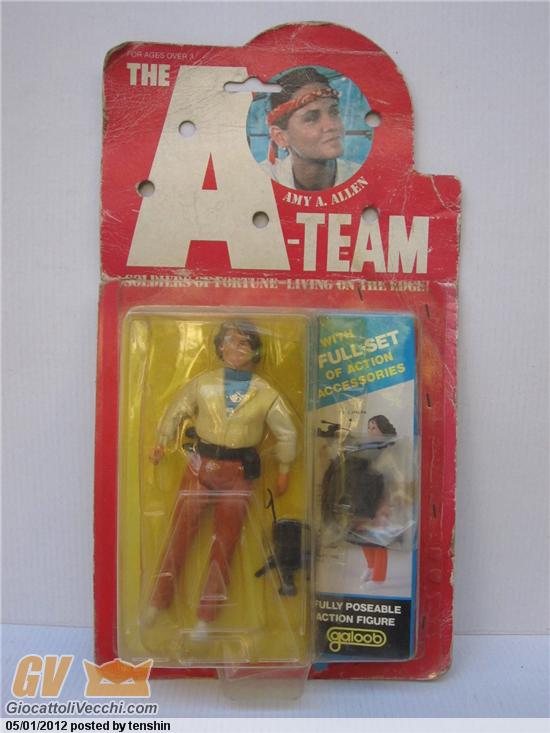 FOR AGES OVER 3
THE
A-TEAM
AMY A. ALLEN
SOLDIERS OF FORTUNE-LIVING ON THE EDGE!
WITH
FULL SET
OF ACTION
ACCESSORIES
FULLY POSEABLE
ACTION FIGURE
galoob
GV
GiocattoliVecchi.com
05/01/2012 posted by tenshin